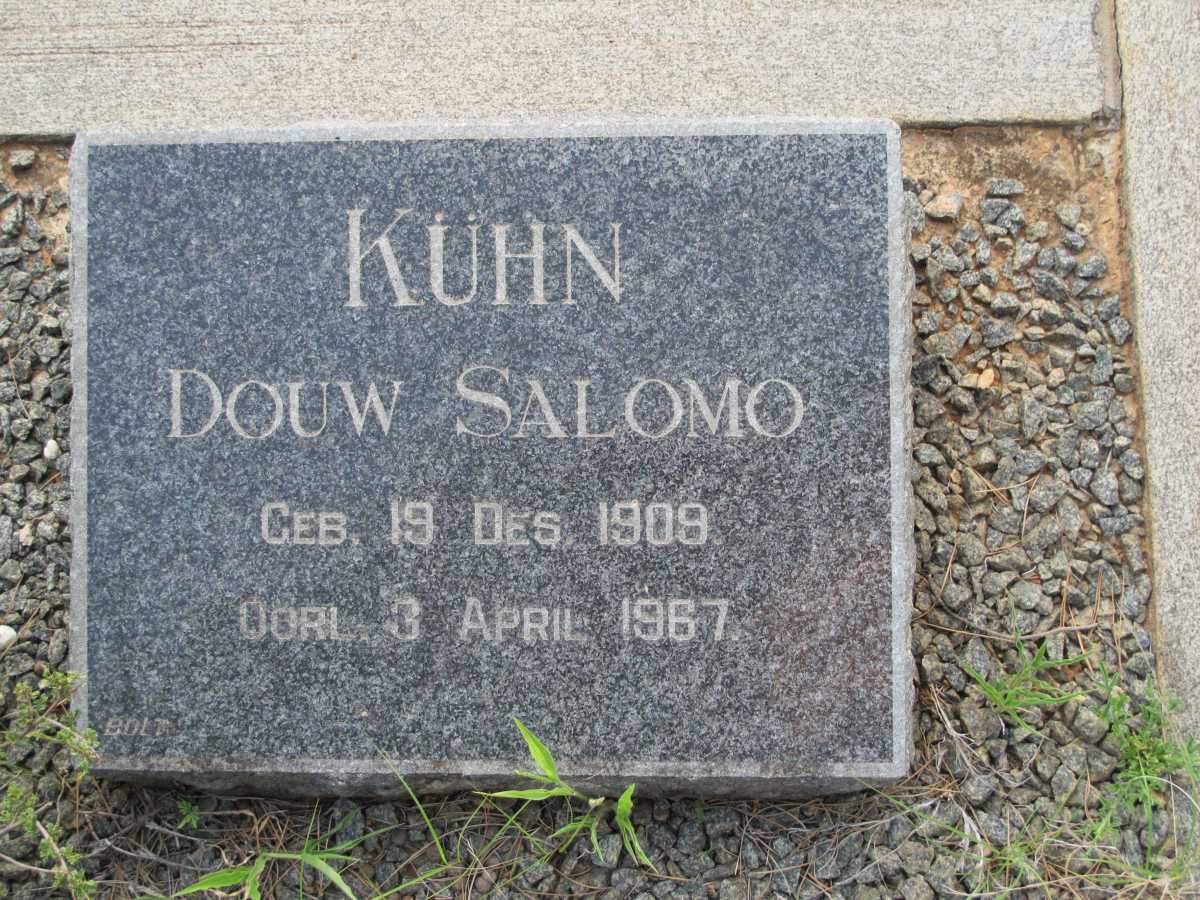 KÜHN
DOUW SALOMO
GEB. 19 DES. 1909.
OORL. 3 APRIL 1967.
BOLT